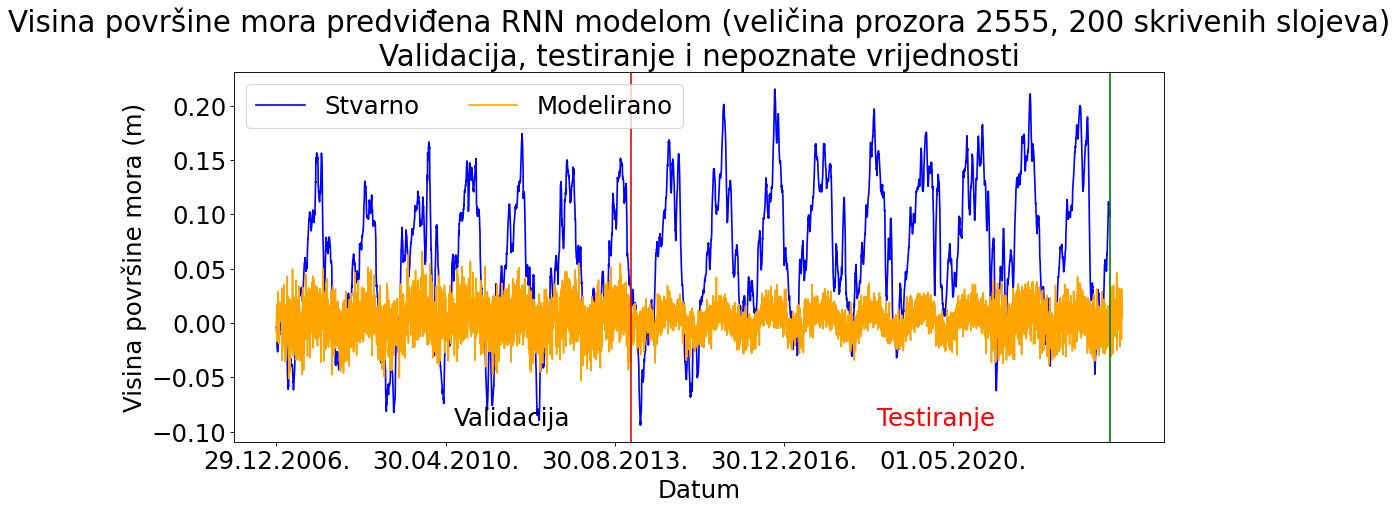 Visina površine mora predviđena RNN modelom (veličina prozora 2555, 200 skrivenih slojeva)
Validacija, testiranje i nepoznate vrijednosti
Stvarno Modelirano
Visina površine mora (m)
0.20
0.15
0.10
0.05
0.00
−0.05
−0.10
Validacija Testiranje
29.12.2006. 30.04.2010. 30.08.2013. 30.12.2016. 01.05.2020.
Datum